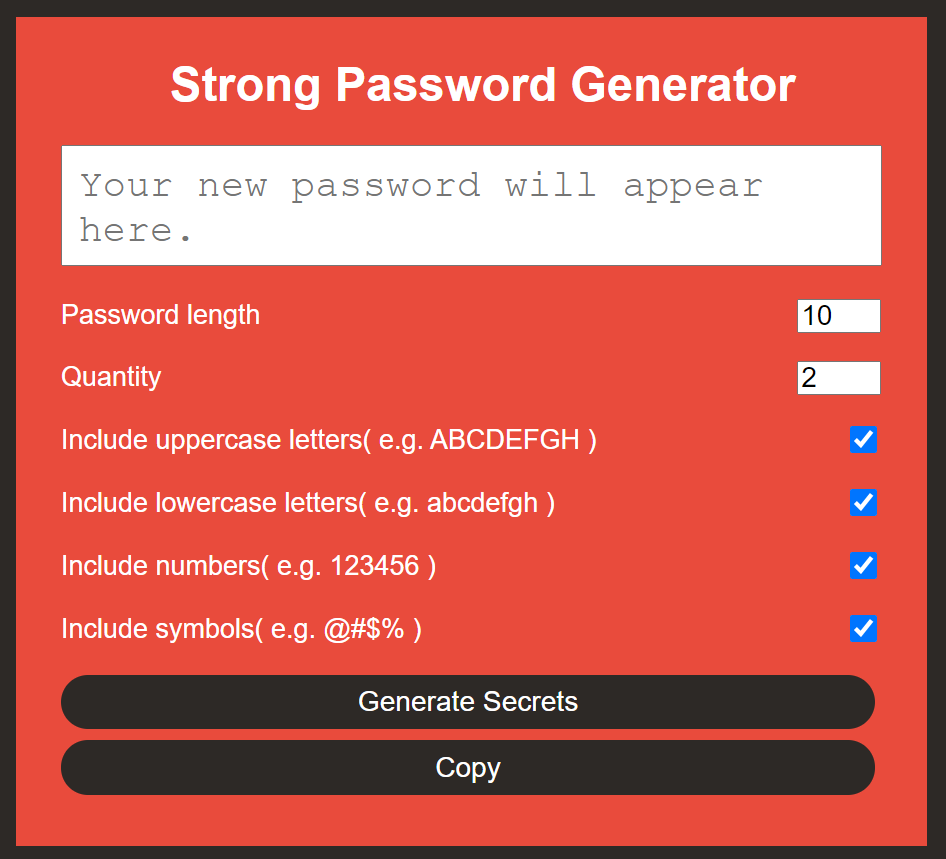 Strong Password Generator
Your new password will appear
here.
Password length
10
Quantity
2
Include uppercase letters( e.g. ABCDEFGH )
Include lowercase letters( e.g. abcdefgh )
Include numbers( e.g. 123456 )
Include symbols( e.g. @#$% )
Generate Secrets
Copy